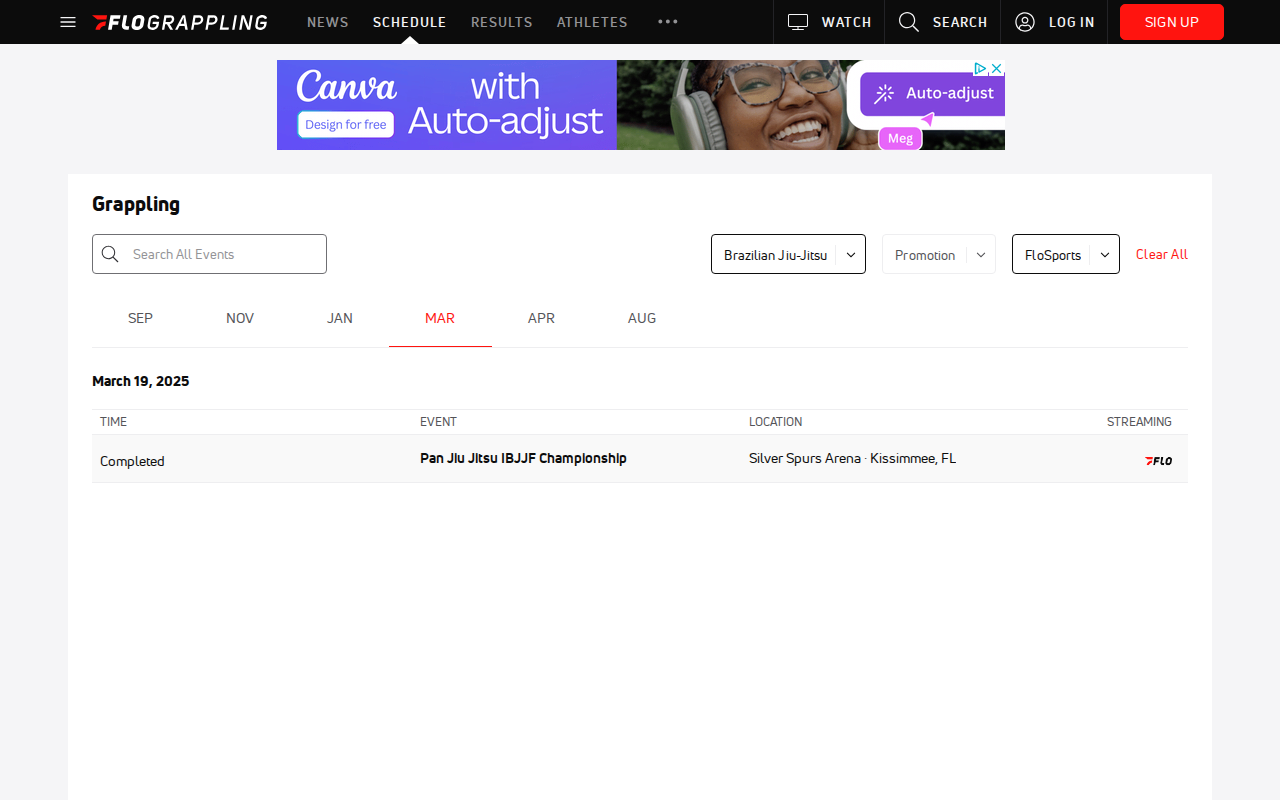 FLOGRAPPLING NEWS SCHEDULE RESULTS ATHLETES WATCH SEARCH LOG IN SIGN UP
Canva with Auto-adjust
Design for free
Auto-adjust
Meg
Grappling
Search All Events Brazilian Jiu-Jitsu Promotion FloSports Clear All
SEP NOV JAN MAR APR AUG
March 19, 2025
TIME EVENT LOCATION STREAMING
Completed Pan Jiu Jitsu IBJJF Championship Silver Spurs Arena · Kissimmee, FL FLO